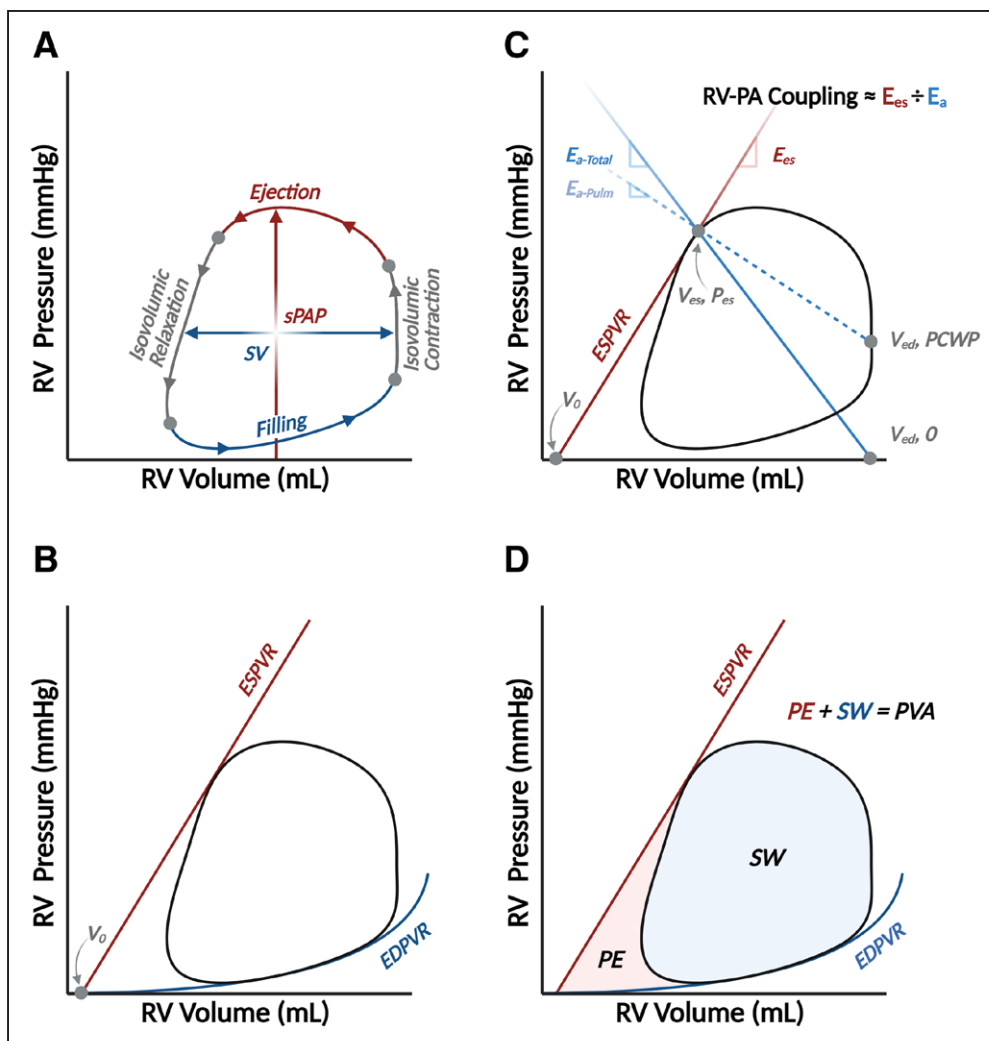 A
RV Pressure (mmHg)
Ejection
Isovolumic
Relaxation
sPAP
SV
Isovolumic
Contraction
Filling
RV Volume (mL)
C
RV-PA Coupling ≈ Ees ÷ Ea
RV Pressure (mmHg)
Ea-Total
Ees
Ea-Pulm
Ves, Pes
ESPVR
Ved, PCWP
V0
Ved, 0
RV Volume (mL)
B
RV Pressure (mmHg)
ESPVR
V0
EDPVR
RV Volume (mL)
D
RV Pressure (mmHg)
ESPVR
PE + SW = PVA
SW
PE
EDPVR
RV Volume (mL)